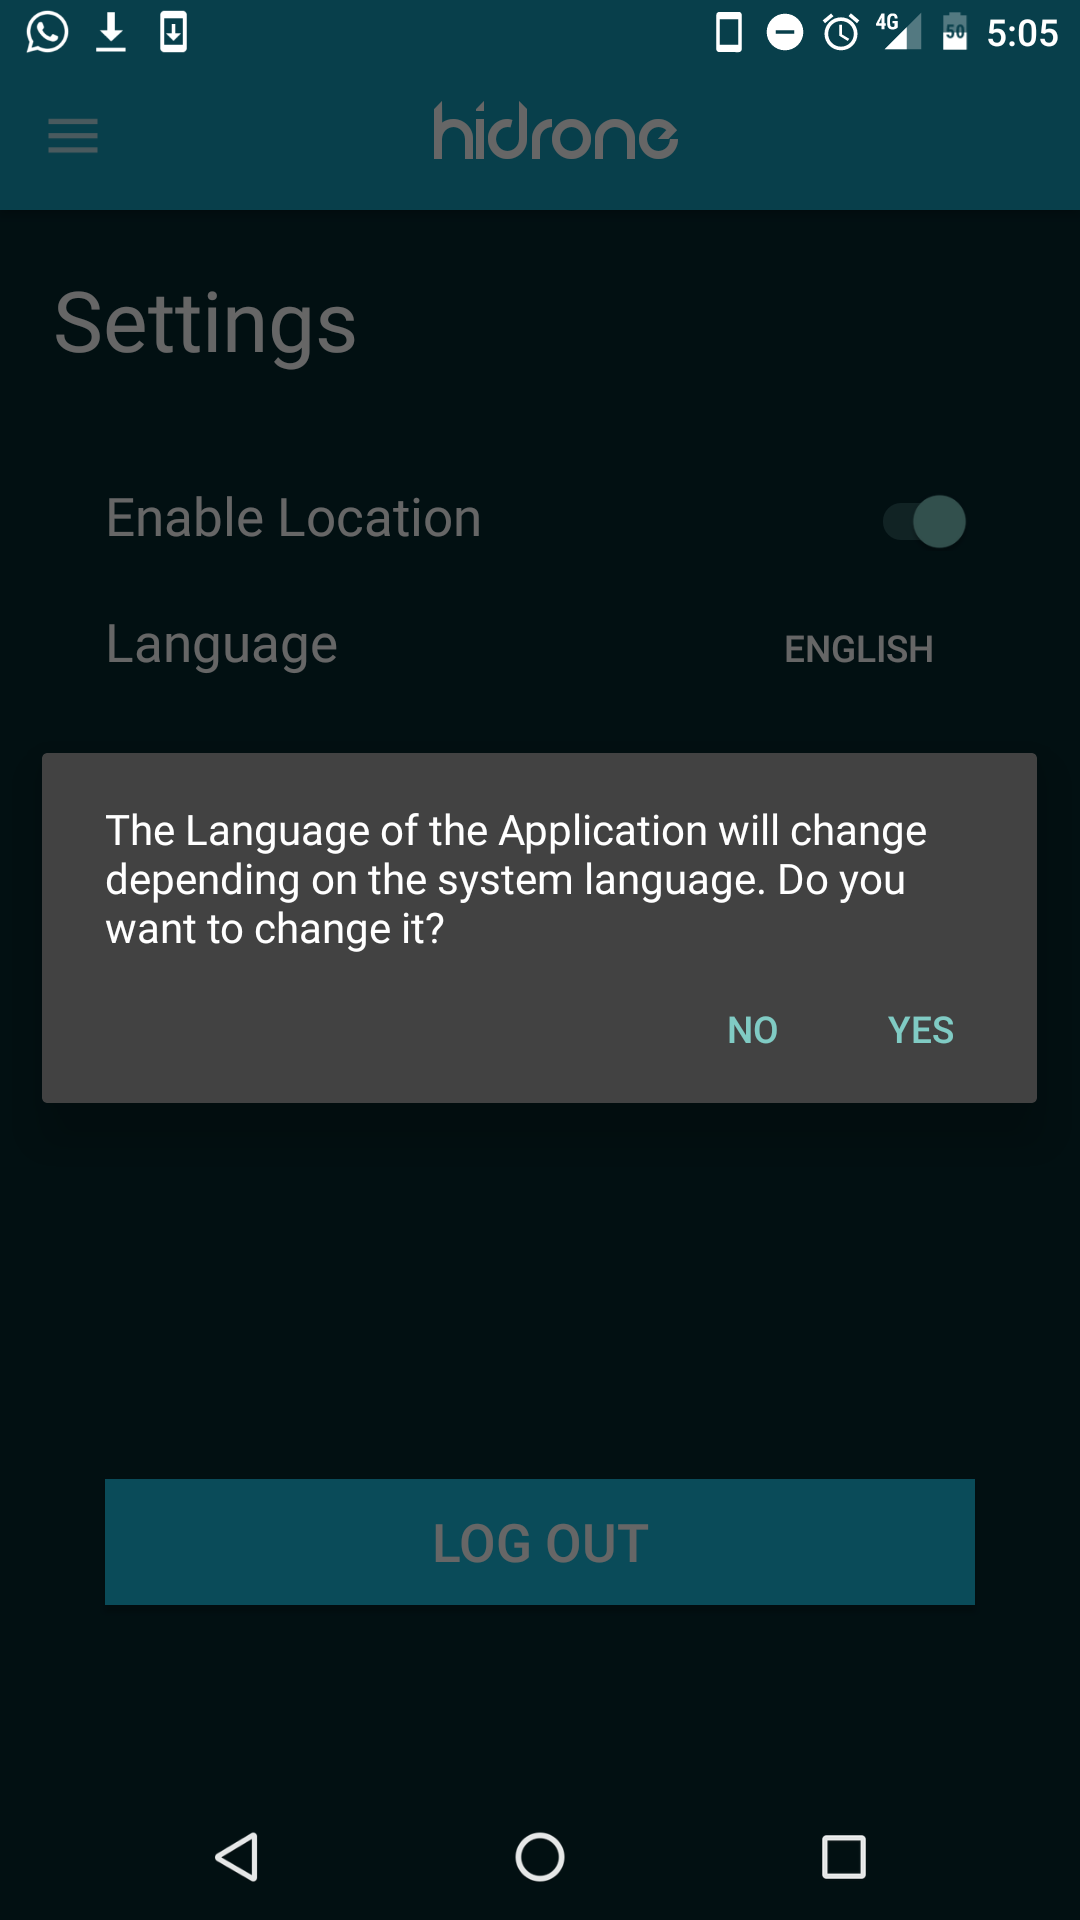 4G 50 5:05
hidrone
Settings
Enable Location
Language ENGLISH
The Language of the Application will change
depending on the system language. Do you
want to change it?
NO YES
LOG OUT